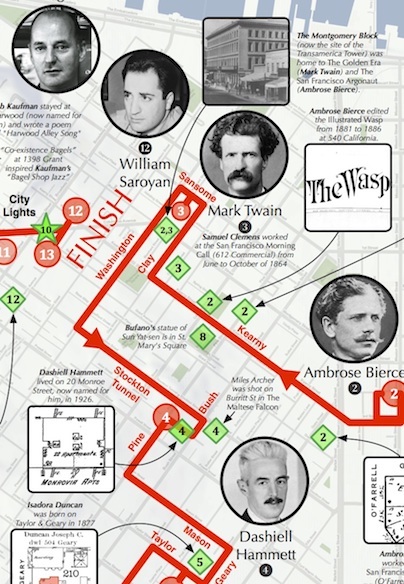 The Montgomery Block
(now the site of the
Transamerica Tower) was
home to The Golden Era
(Mark Twain) and The
San Francisco Argonaut
(Ambrose Bierce).
b Kaufman stayed at
rwood (now named for
n) and wrote a poem
"Harwood Alley Song"
"Co-existence Bagels"
at 1398 Grant
inspired Kaufman's
"Bagel Shop Jazz"
Ambrose Bierce edited
the Illustrated Wasp
from 1881 to 1886
at 540 California.
The Wasp
12
William
Saroyan
Sansome
Mark Twain
3
City
Lights
12
10
11
13
FINISH
3
2,3
Washington
Clay
Samuel Clemens worked
at the San Francisco Morning
Call (612 Commercial) from
June to October of 1864
3
12
2
2
Bufano's statue of
Sun Yat-sen is in St.
Mary's Square
8
Kearny
Ambrose Bierce
2
2
Dashiell Hammett
lived on 20 Monroe
Street, now named for
him, in 1926.
Stockton
Tunnel
Miles Archer
was shot on
Burritt St in The
Maltese Falcon
Bush
4
4
4
2
Pine
MONROVIA APTS
O'FARRELL
Isadora Duncan
was born on
Taylor & Geary in 1877
Duncan Joseph C.
dwl 504 Geary
GEARY
210
Dashiell
Hammett
4
Mason
Taylor
Geary
5
Ambro
worke
San Francis